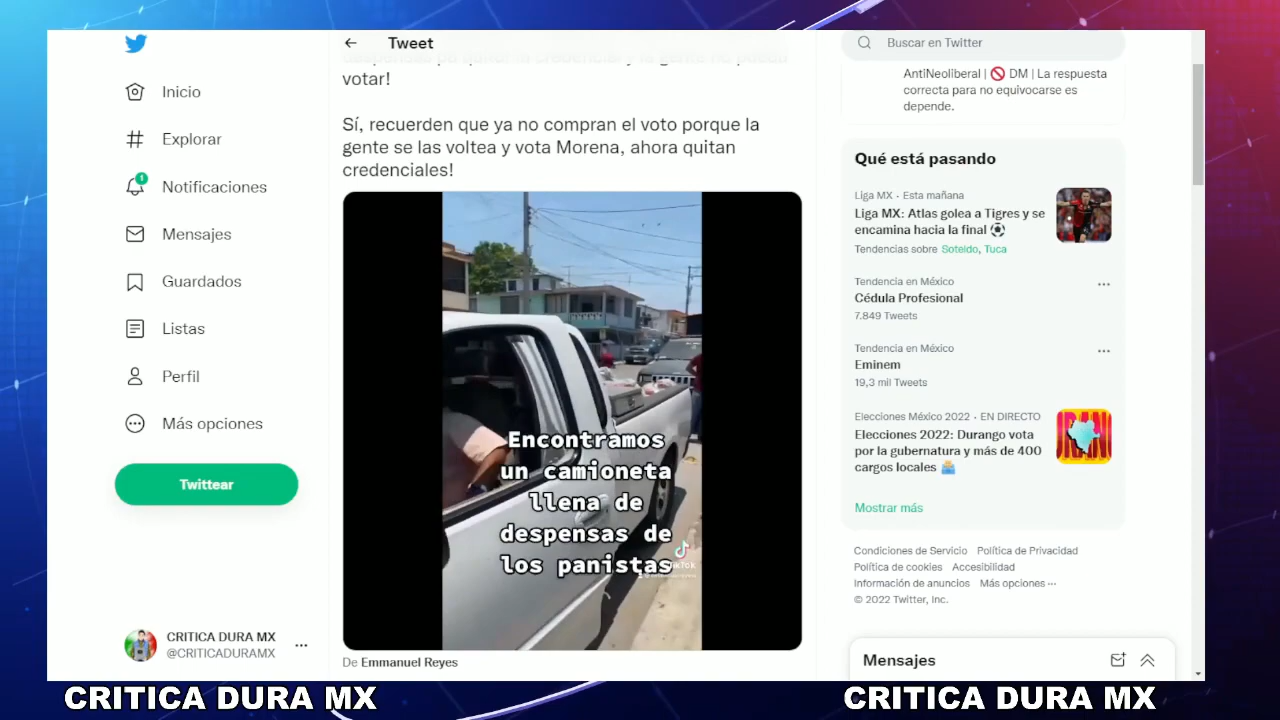 Tweet
Buscar en Twitter
Inicio
Explorar
1
Notificaciones
Mensajes
Guardados
Listas
Perfil
Más opciones
Twittear
CRITICA DURA MX
@CRITICADURAMX
votar!
Sí, recuerden que ya no compran el voto porque la
gente se las voltea y vota Morena, ahora quitan
credenciales!
Encontramos
un camioneta
llena de
despensas de
los panistas
TikTok
De Emmanuel Reyes
AntiNeoliberal | 🚫 DM | La respuesta
correcta para no equivocarse es
depende.
Qué está pasando
Liga MX · Esta mañana
Liga MX: Atlas golea a Tigres y se
encamina hacia la final ⚽
Tendencias sobre Soteldo, Tuca
Tendencia en México
Cédula Profesional
7.849 Tweets
Tendencia en México
Eminem
19,3 mil Tweets
Elecciones México 2022 · EN DIRECTO
Elecciones 2022: Durango vota
por la gubernatura y más de 400
cargos locales 🗳️
Mostrar más
Condiciones de Servicio Política de Privacidad
Política de cookies Accesibilidad
Información de anuncios Más opciones ···
© 2022 Twitter, Inc.
Mensajes
CRITICA DURA MX
CRITICA DURA MX